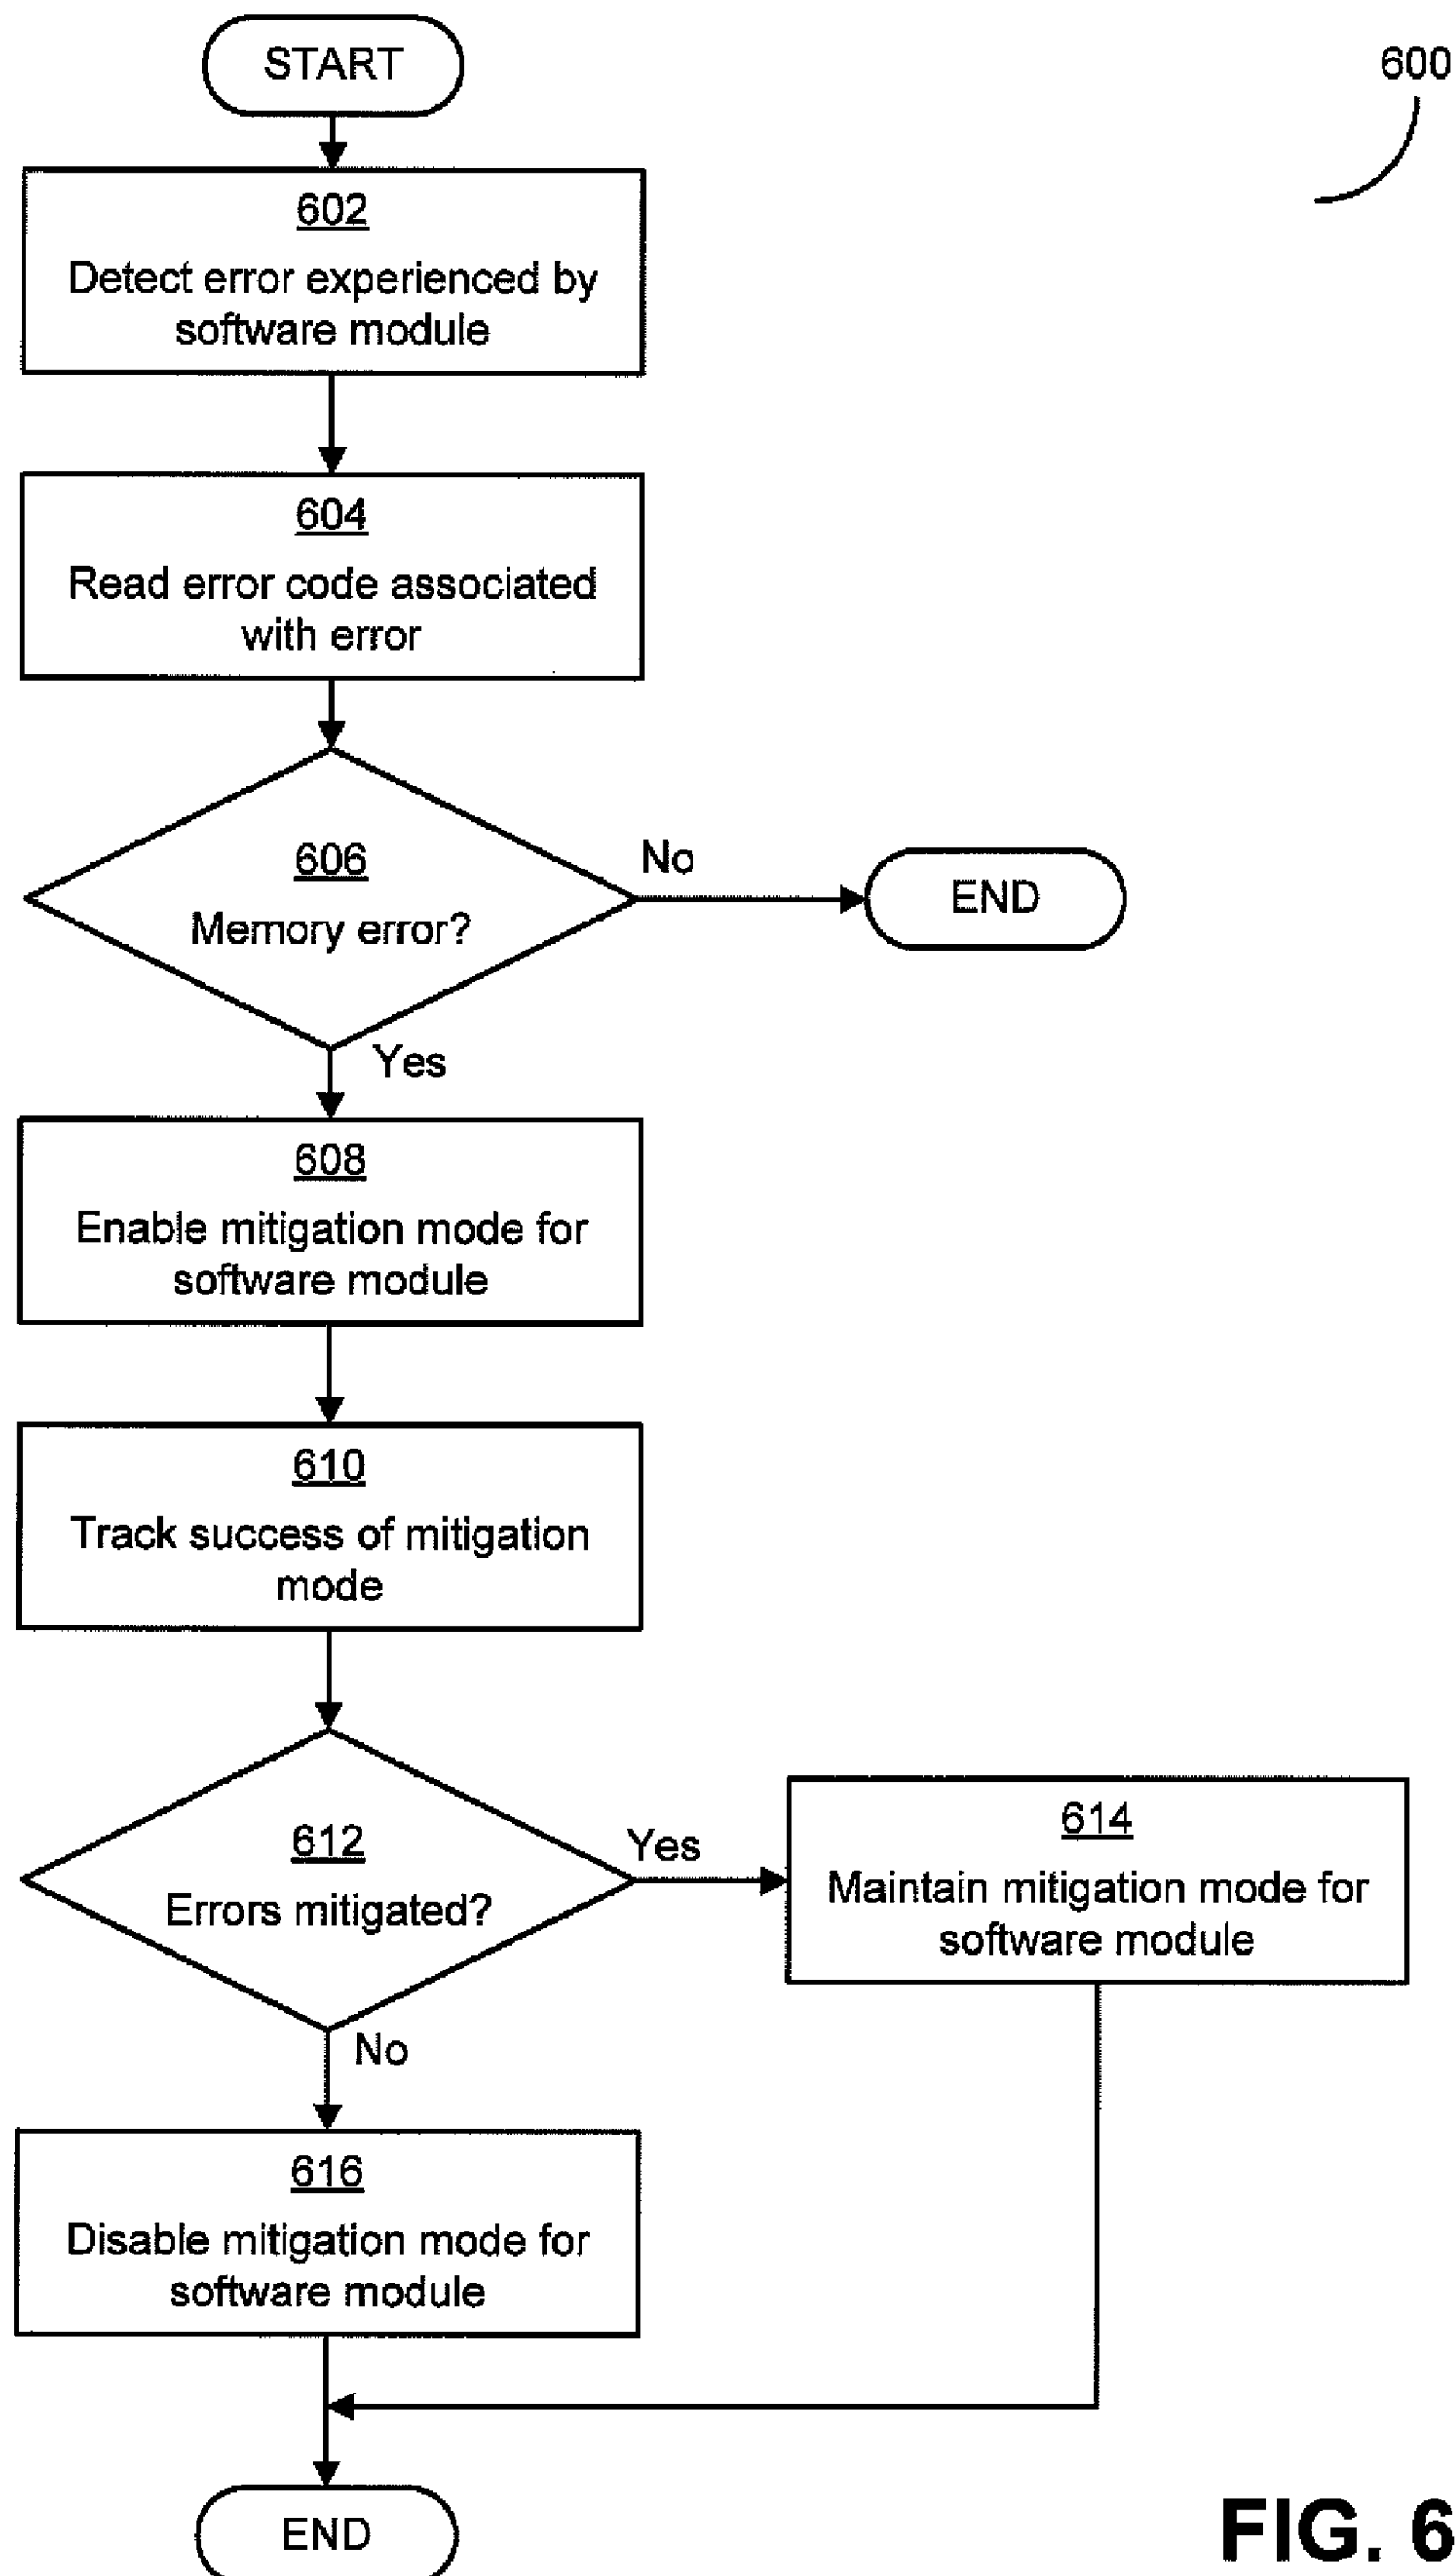 START
600
602
Detect error experienced by
software module
604
Read error code associated
with error
606
Memory error?
No
END
Yes
608
Enable mitigation mode for
software module
610
Track success of mitigation
mode
612
Errors mitigated?
Yes
614
Maintain mitigation mode for
software module
No
616
Disable mitigation mode for
software module
END
FIG. 6